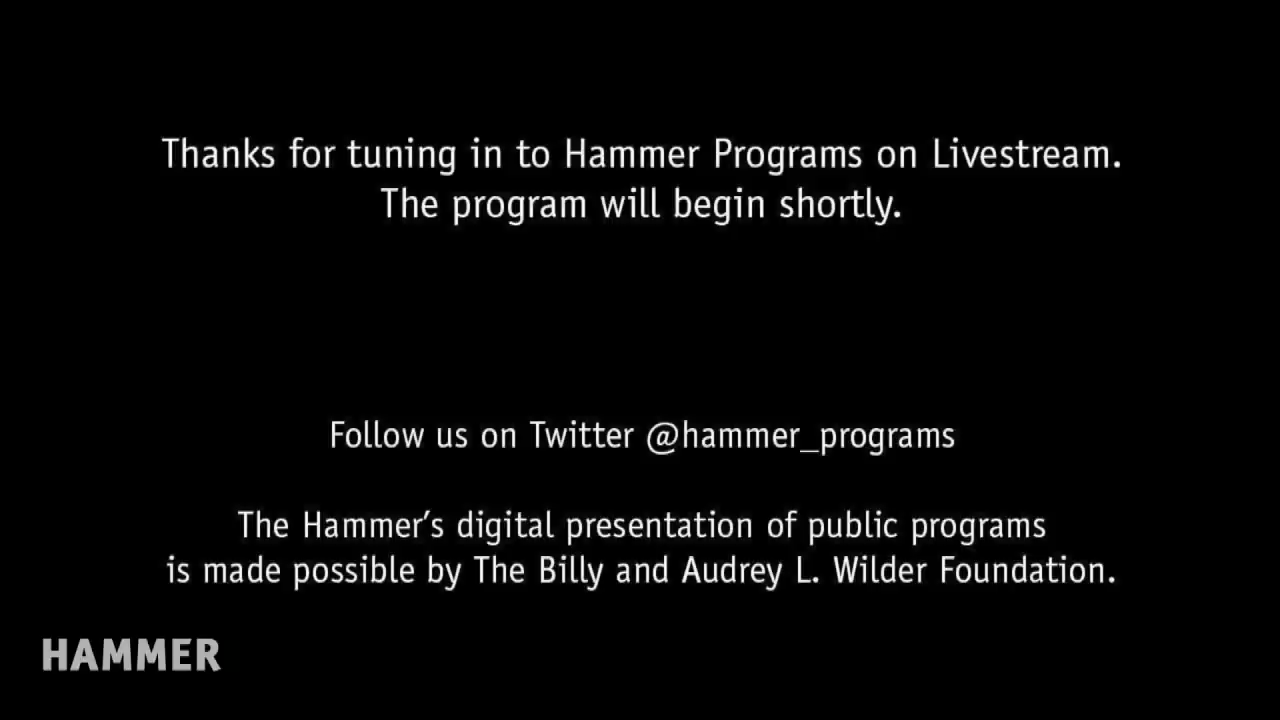 Thanks for tuning in to Hammer Programs on Livestream.
The program will begin shortly.
Follow us on Twitter @hammer_programs
The Hammer’s digital presentation of public programs
is made possible by The Billy and Audrey L. Wilder Foundation.
HAMMER